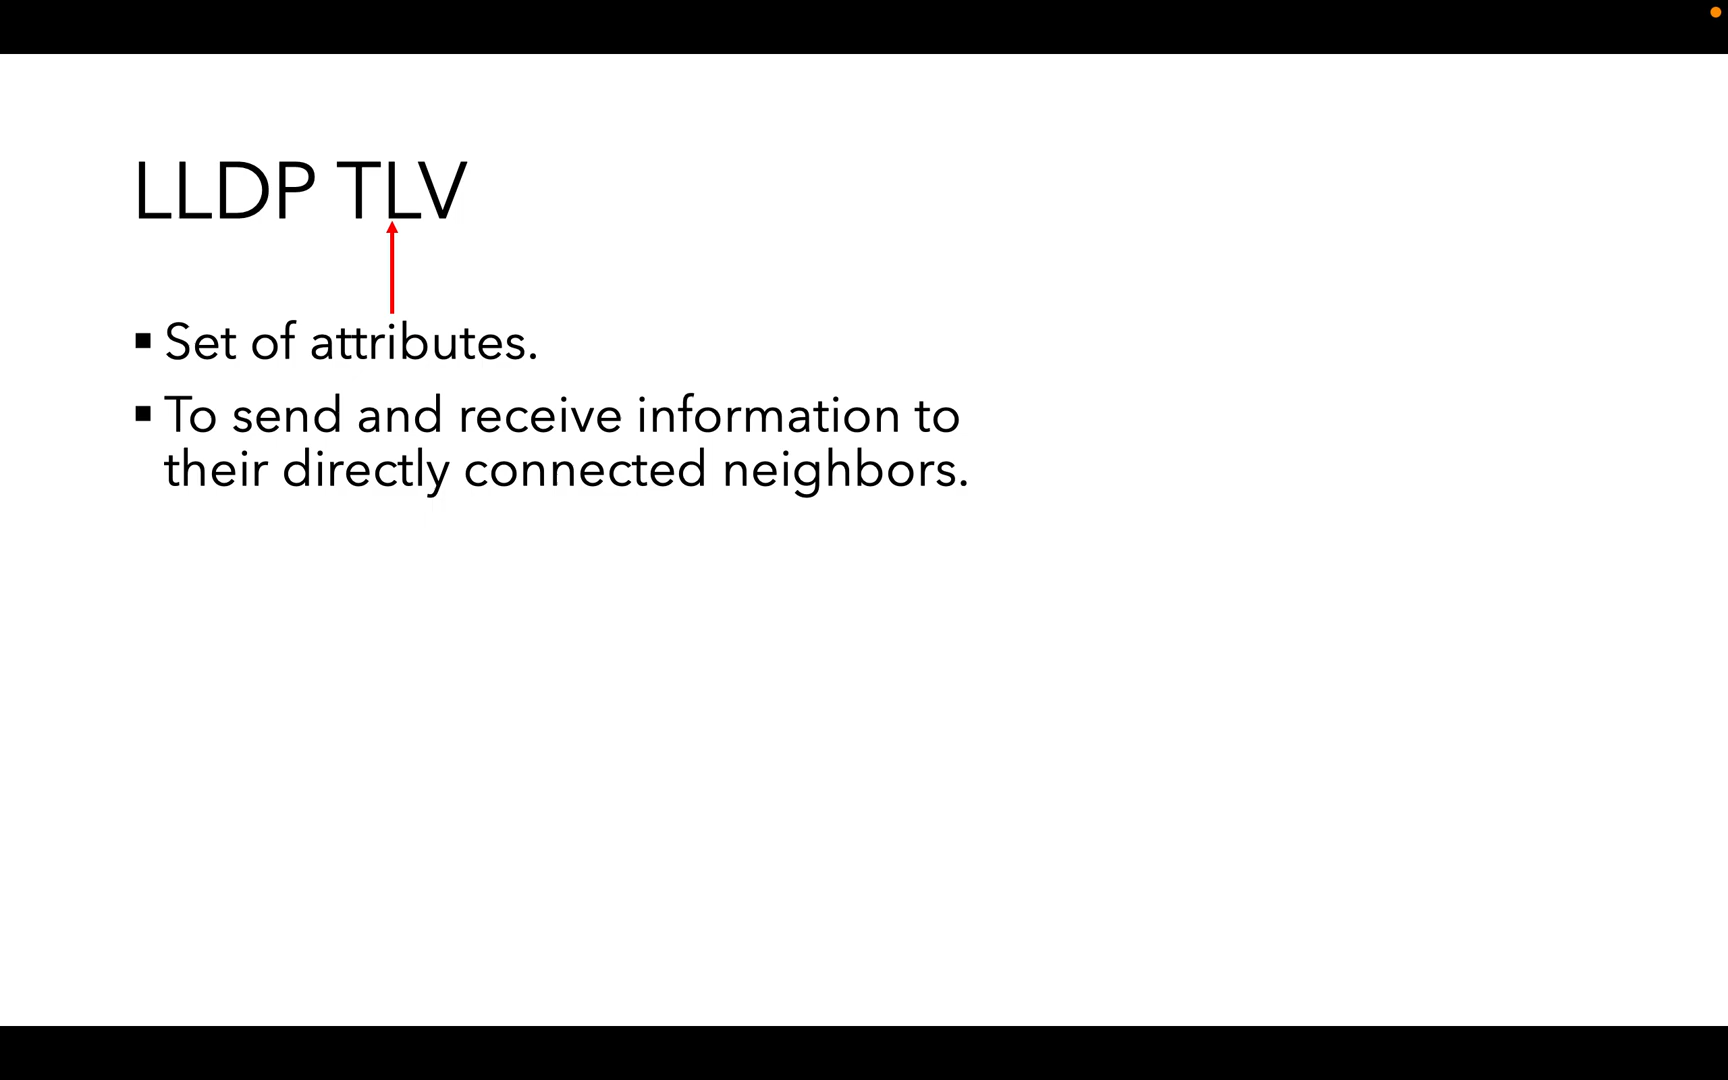 LLDP TLV
▪ Set of attributes.
▪ To send and receive information to
their directly connected neighbors.